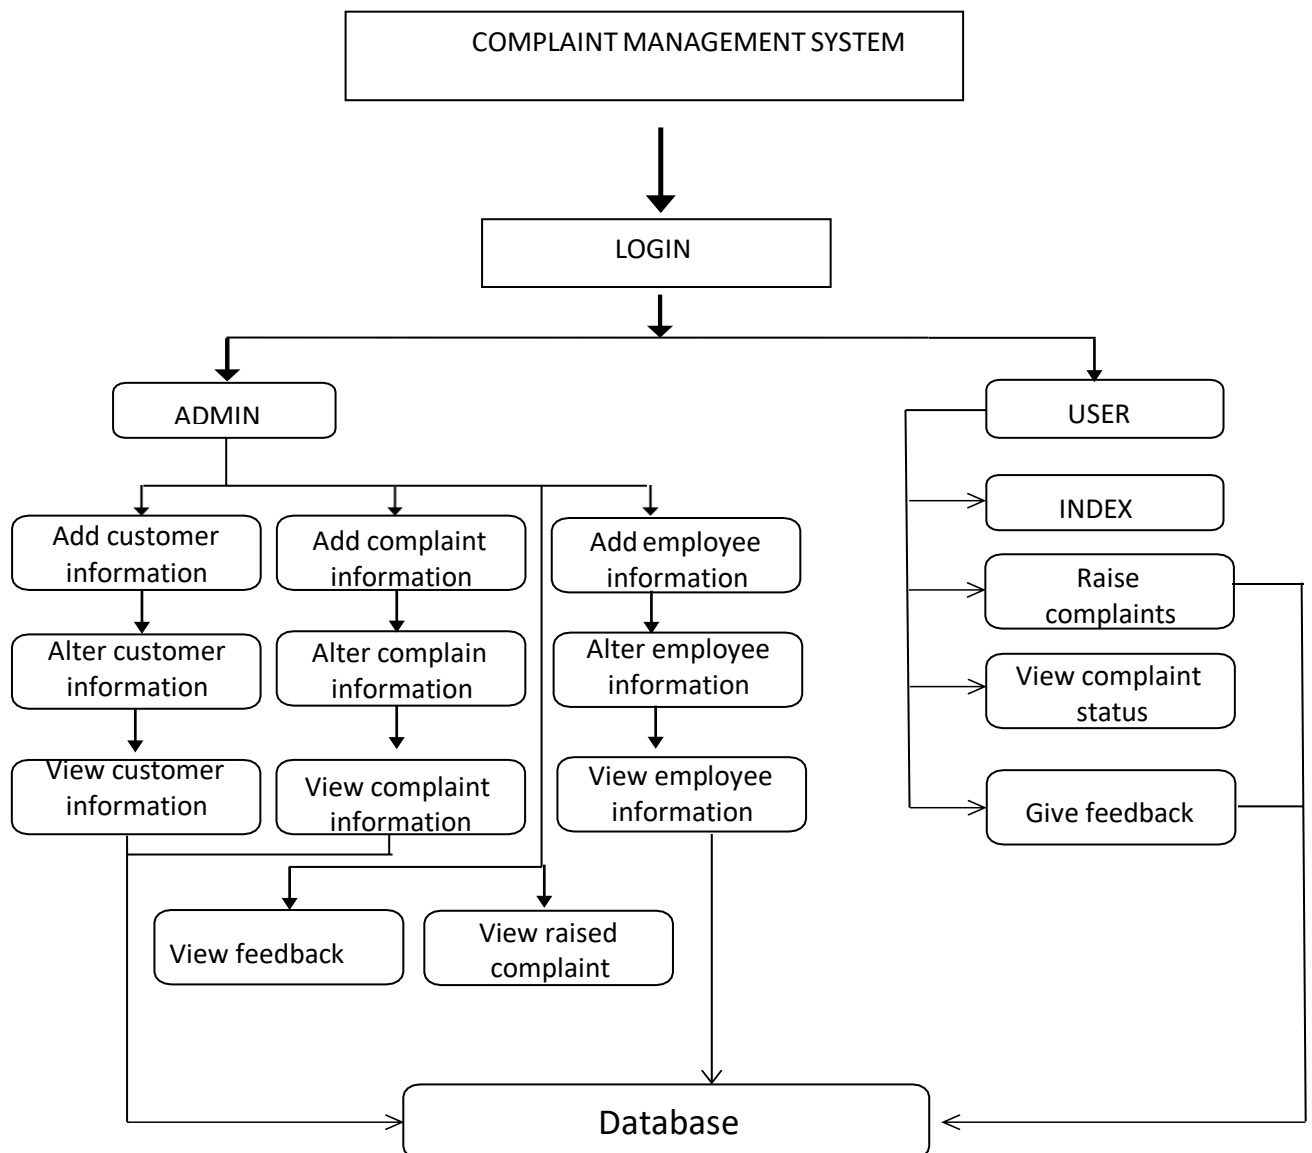 COMPLAINT MANAGEMENT SYSTEM
LOGIN
ADMIN
USER
INDEX
Add customer
information
Add complaint
information
Add employee
information
Raise
complaints
Alter customer
information
Alter complain
information
Alter employee
information
View complaint
status
View customer
information
View complaint
information
View employee
information
Give feedback
View feedback
View raised
complaint
Database